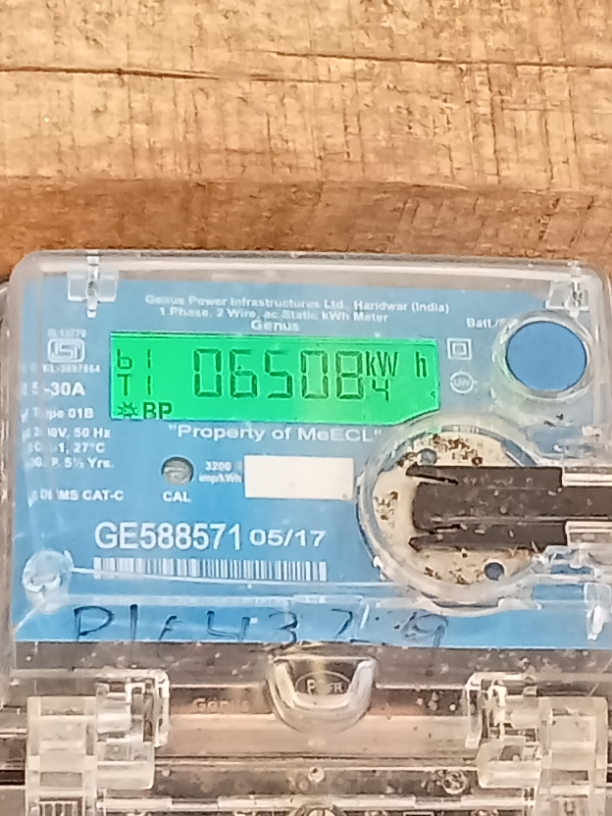 Genus Power Infrastructures Ltd. Haridwar (India)
1 Phase, 2 Wire, ac Static kWh Meter
Genus
Batt./
IS:13779
b1
T1
06508 kW h
4
BP
5-30A
Type 01B
50 Hz
27°C
5½ Yrs.
CAT-C
"Property of MeECL"
3200
imp/kWh
CAL
GE588571 05/17